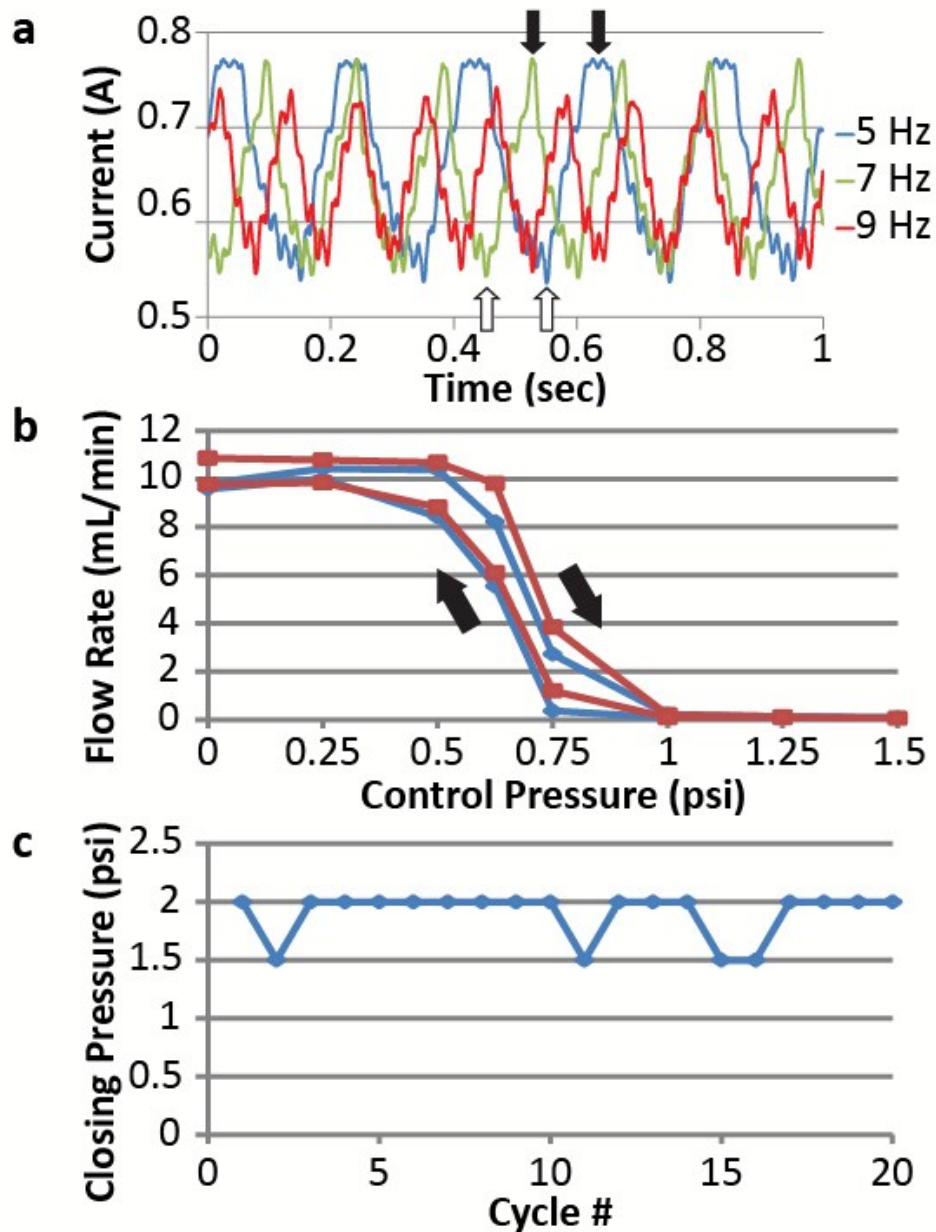 a
Current (A)
0.8
0.7
0.6
0.5
0 0.2 0.4 0.6 0.8 1
Time (sec)
5 Hz
7 Hz
9 Hz
b
Flow Rate (mL/min)
12
10
8
6
4
2
0
0 0.25 0.5 0.75 1 1.25 1.5
Control Pressure (psi)
c
Closing Pressure (psi)
2.5
2
1.5
1
0.5
0
0 5 10 15 20
Cycle #